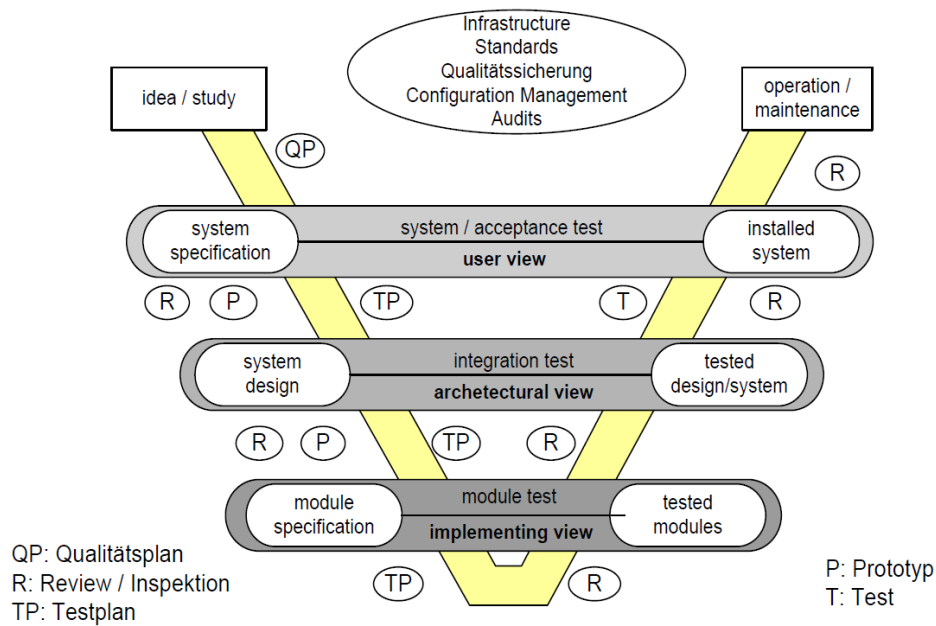 Infrastructure
Standards
Qualitätssicherung
Configuration Management
Audits
idea / study
operation /
maintenance
QP
R
system
specification
system / acceptance test
user view
installed
system
R
P
TP
T
R
system
design
integration test
archetectural view
tested
design/system
R
P
TP
R
module
specification
module test
implementing view
tested
modules
TP
R
QP: Qualitätsplan
R: Review / Inspektion
TP: Testplan
P: Prototyp
T: Test